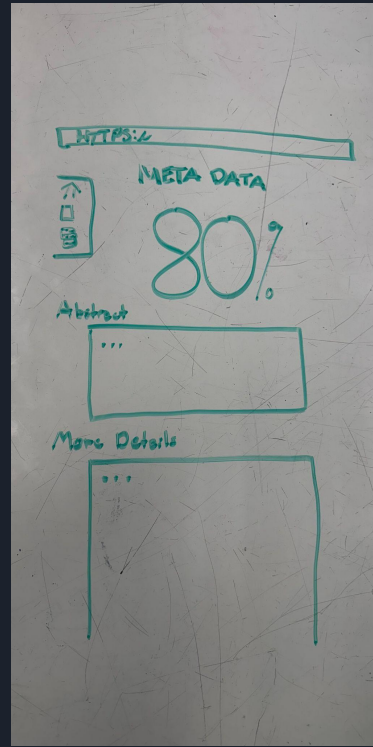 HTTPS://
META DATA
80%
Abstract
...
More Details
...